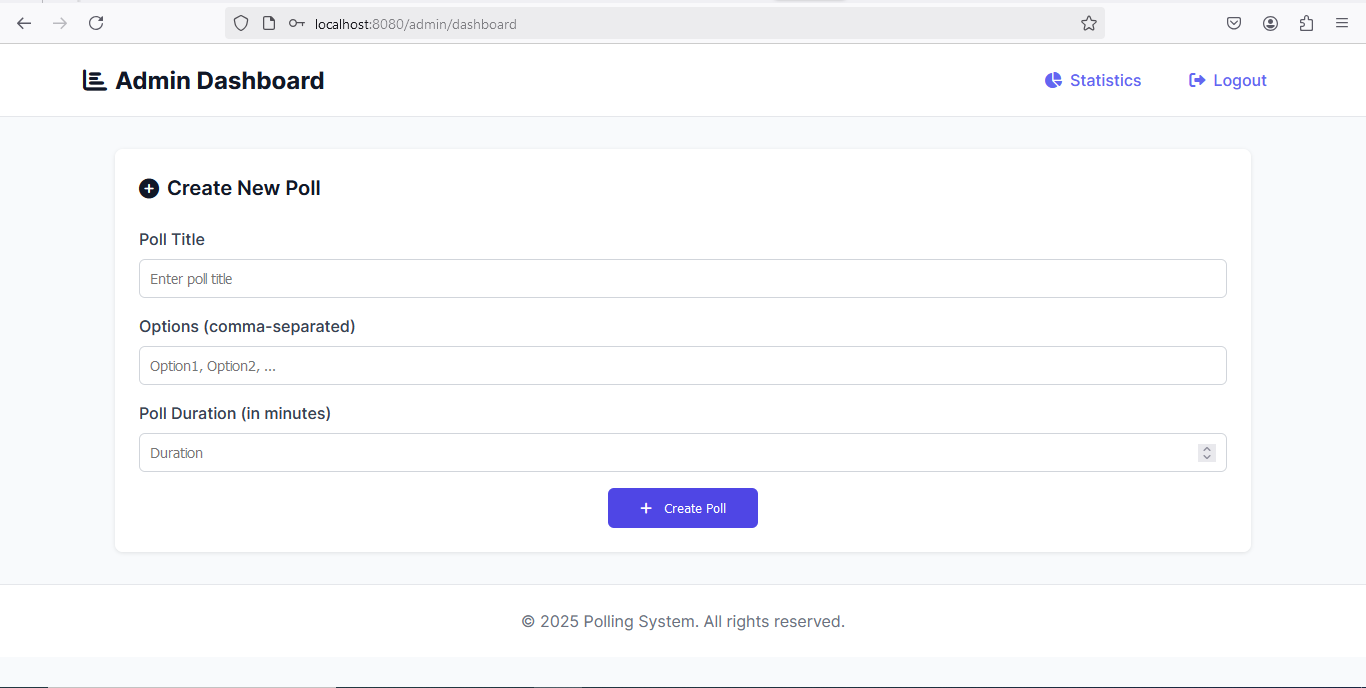 localhost:8080/admin/dashboard
Admin Dashboard
Statistics
Logout
Create New Poll
Poll Title
Enter poll title
Options (comma-separated)
Option1, Option2, ...
Poll Duration (in minutes)
Duration
+ Create Poll
© 2025 Polling System. All rights reserved.